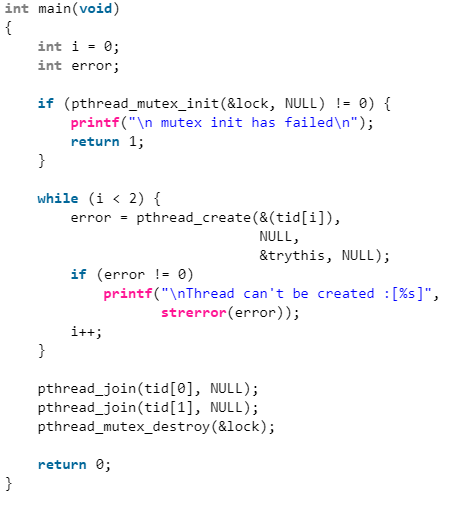 int main(void)
{
    int i = 0;
    int error;

    if (pthread_mutex_init(&lock, NULL) != 0) {
        printf("\n mutex init has failed\n");
        return 1;
    }

    while (i < 2) {
        error = pthread_create(&(tid[i]),
                               NULL,
                               &trythis, NULL);
        if (error != 0)
            printf("\nThread can't be created :[%s]",
                   strerror(error));
        i++;
    }

    pthread_join(tid[0], NULL);
    pthread_join(tid[1], NULL);
    pthread_mutex_destroy(&lock);

    return 0;
}